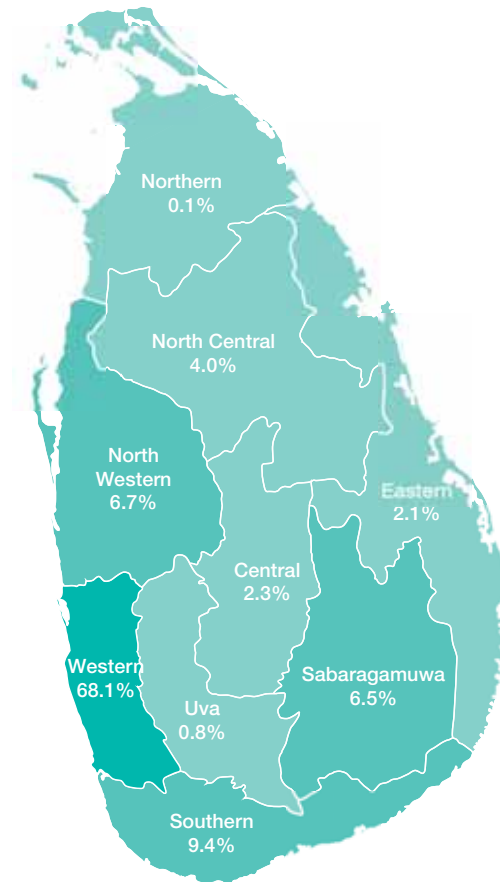 Northern
0.1%
North Central
4.0%
North
Western
6.7%
Eastern
2.1%
Central
2.3%
Western
68.1%
Sabaragamuwa
6.5%
Uva
0.8%
Southern
9.4%